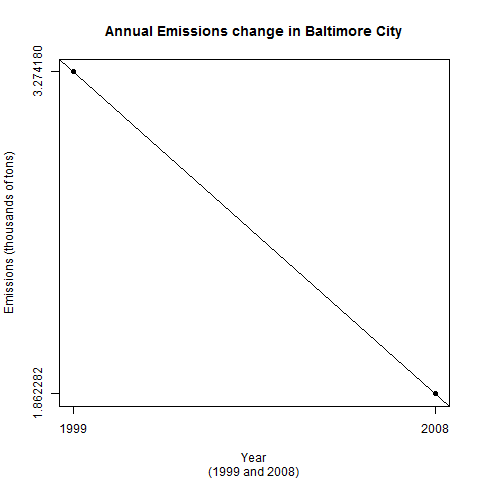 Annual Emissions change in Baltimore City
3.274180
Emissions (thousands of tons)
1.862282
1999
2008
Year
(1999 and 2008)